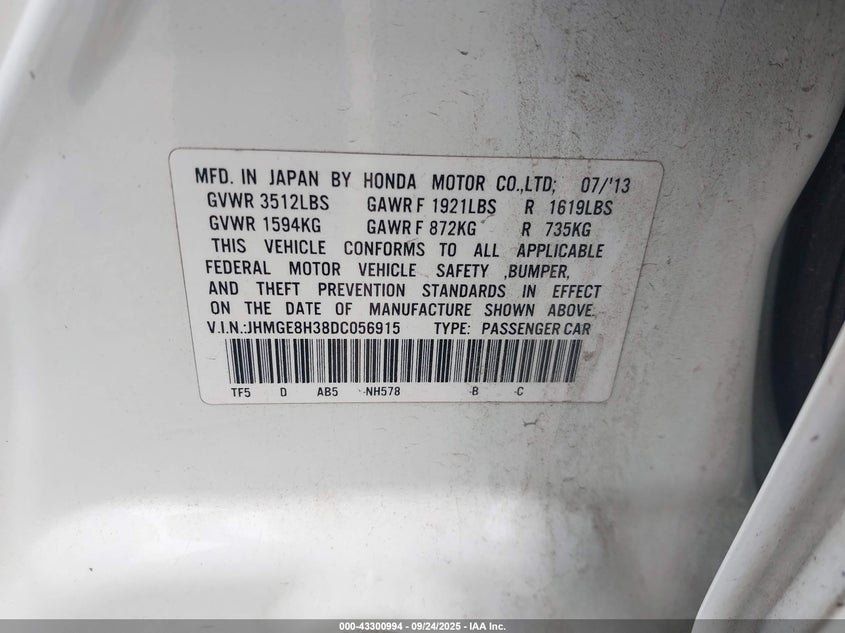 MFD. IN JAPAN BY HONDA MOTOR CO.,LTD; 07/'13
GVWR 3512LBS GAWR F 1921LBS R 1619LBS
GVWR 1594KG GAWR F 872KG R 735KG
THIS VEHICLE CONFORMS TO ALL APPLICABLE
FEDERAL MOTOR VEHICLE SAFETY ,BUMPER,
AND THEFT PREVENTION STANDARDS IN EFFECT
ON THE DATE OF MANUFACTURE SHOWN ABOVE.
V.I.N.:JHMGE8H38DC056915 TYPE: PASSENGER CAR
TF5 D AB5 -NH578 -B -C
000-43300994 - 09/24/2025 - IAA Inc.